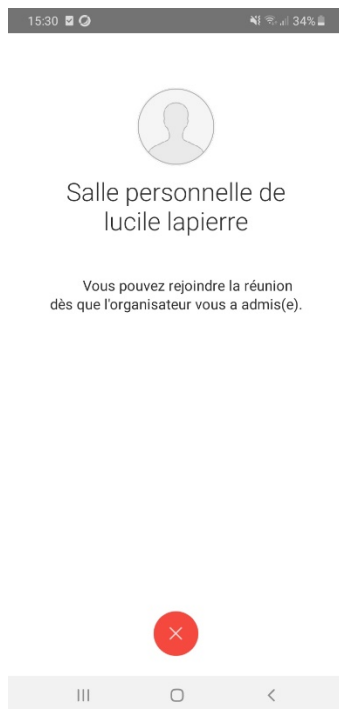 15:30 34%
Salle personnelle de
lucile lapierre
Vous pouvez rejoindre la réunion
dès que l'organisateur vous a admis(e).